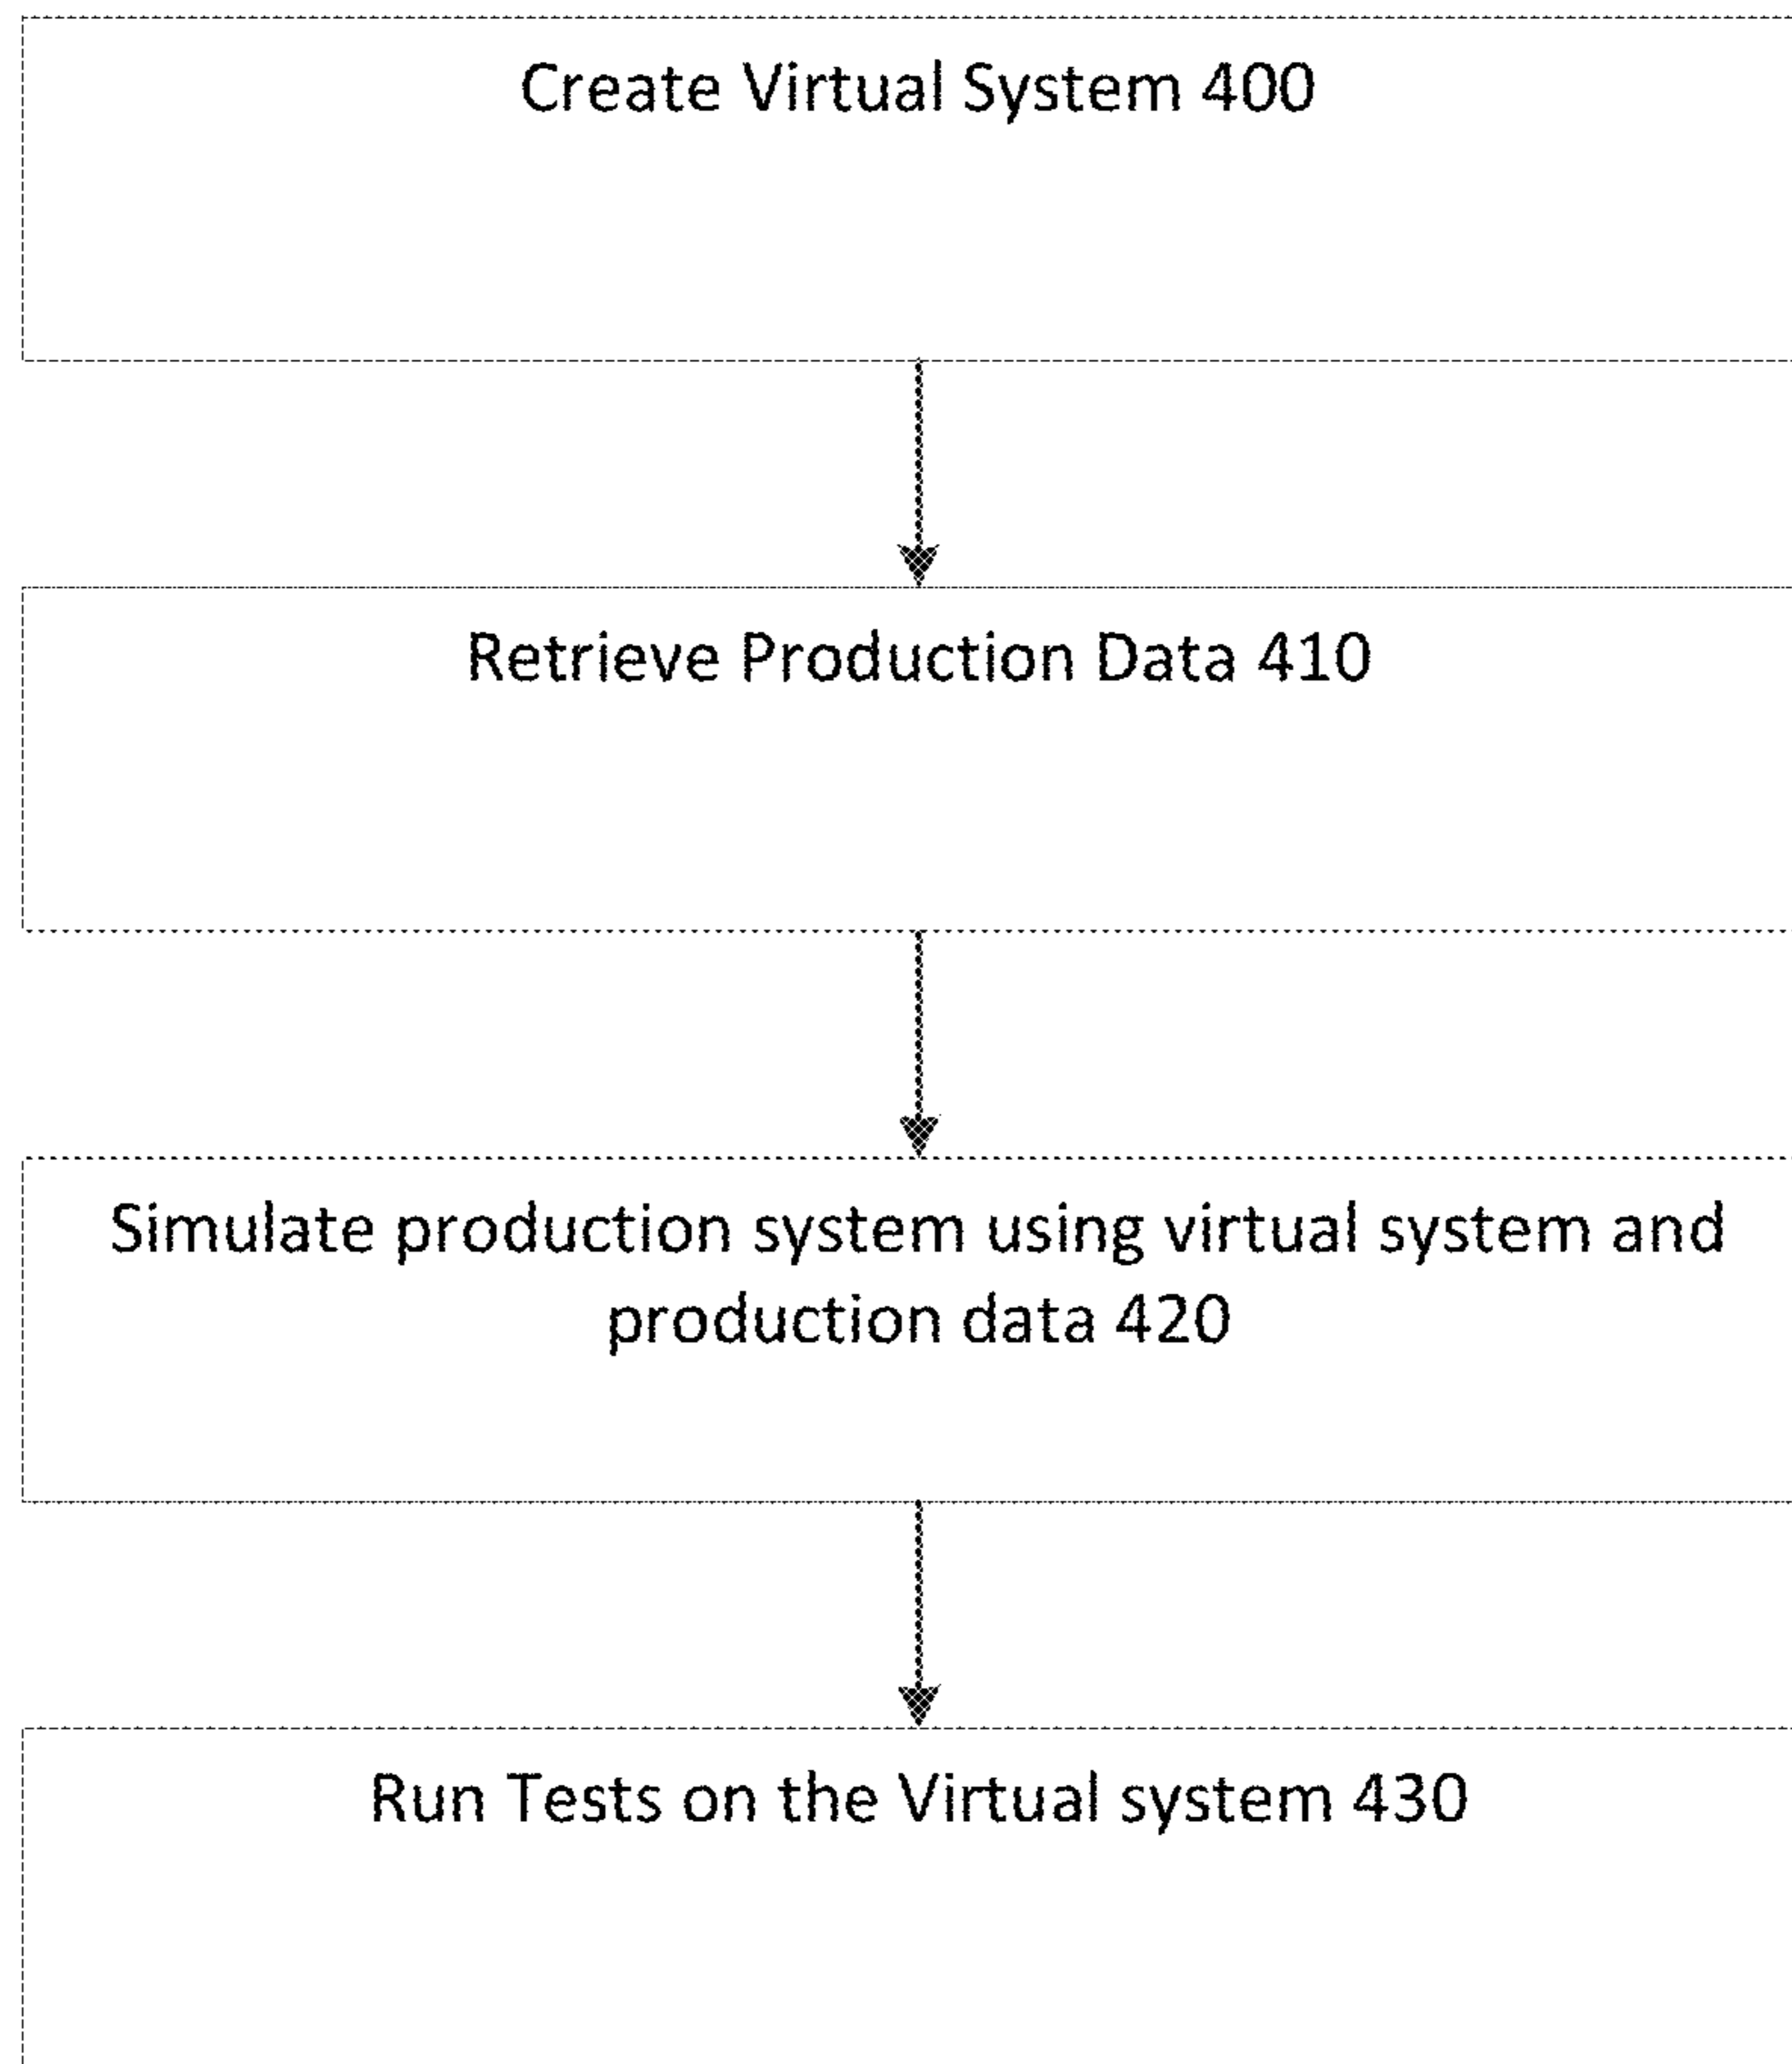 Create Virtual System 400
Retrieve Production Data 410
Simulate production system using virtual system and
production data 420
Run Tests on the Virtual system 430